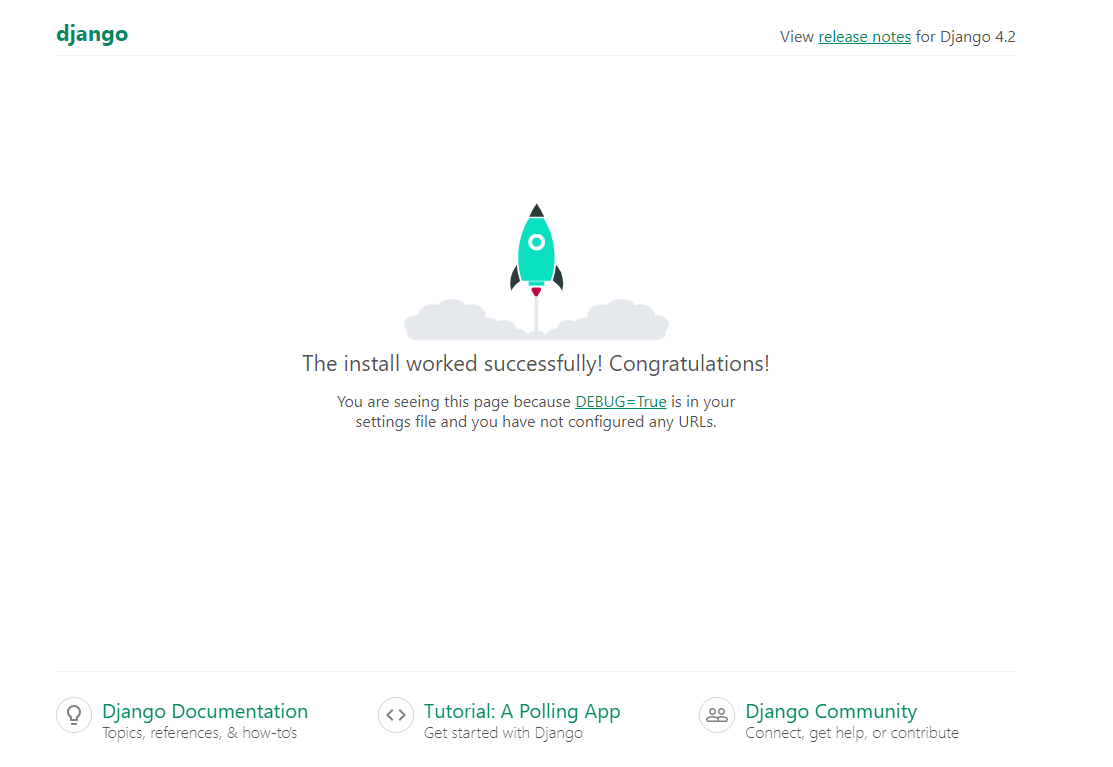 django
View release notes for Django 4.2
The install worked successfully! Congratulations!
You are seeing this page because DEBUG=True is in your
settings file and you have not configured any URLs.
Django Documentation
Topics, references, & how-to's
Tutorial: A Polling App
Get started with Django
Django Community
Connect, get help, or contribute